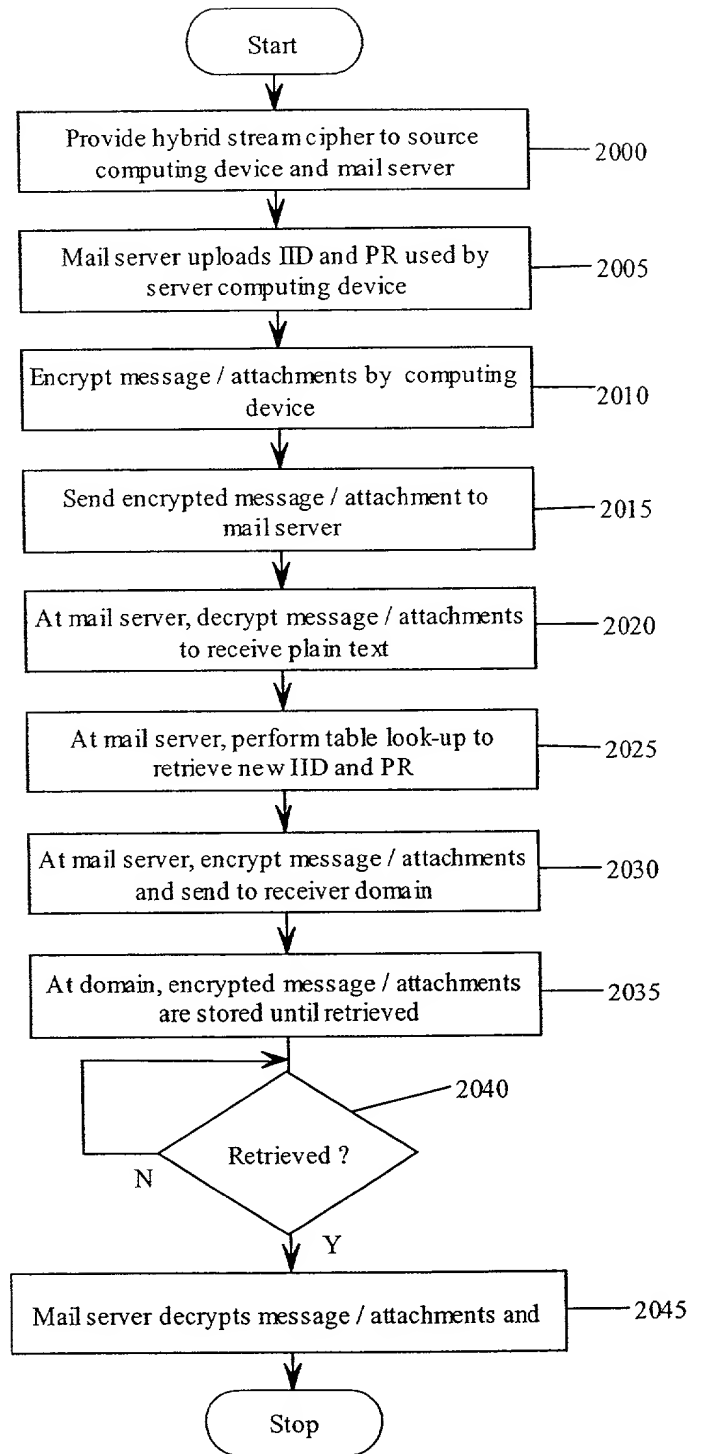 Start
Provide hybrid stream cipher to source
computing device and mail server
2000
Mail server uploads IID and PR used by
server computing device
2005
Encrypt message / attachments by computing
device
2010
Send encrypted message / attachment to
mail server
2015
At mail server, decrypt message / attachments
to receive plain text
2020
At mail server, perform table look-up to
retrieve new IID and PR
2025
At mail server, encrypt message / attachments
and send to receiver domain
2030
At domain, encrypted message / attachments
are stored until retrieved
2035
2040
Retrieved ?
N
Y
Mail server decrypts message / attachments and
2045
Stop